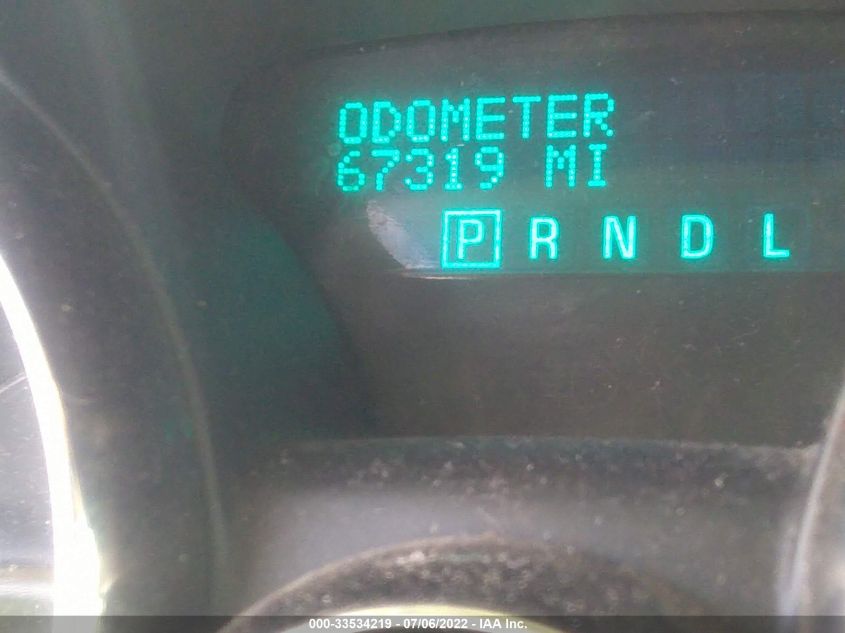 ODOMETER
67319 MI
P R N D L
000-33534219 - 07/06/2022 - IAA Inc.